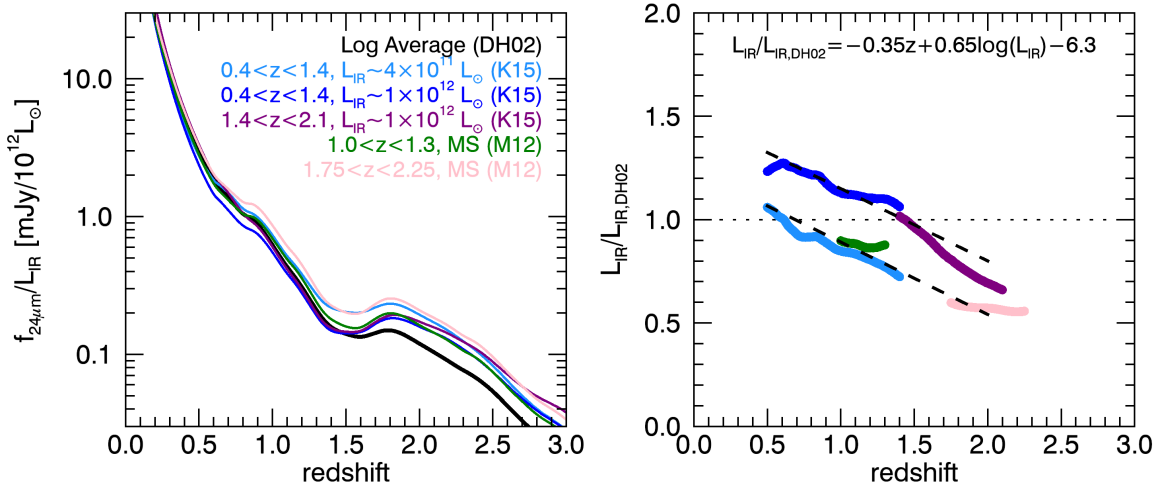 Log Average (DH02)
0.4<z<1.4, L_IR~4×10^11 L_⊙ (K15)
0.4<z<1.4, L_IR~1×10^12 L_⊙ (K15)
1.4<z<2.1, L_IR~1×10^12 L_⊙ (K15)
1.0<z<1.3, MS (M12)
1.75<z<2.25, MS (M12)
10.0
1.0
0.1
f_24μm/L_IR [mJy/10^12L_⊙]
0.0 0.5 1.0 1.5 2.0 2.5 3.0
redshift
L_IR/L_IR,DH02=−0.35z+0.65log(L_IR)−6.3
2.0
1.5
1.0
0.5
0.0
L_IR/L_IR,DH02
0.0 0.5 1.0 1.5 2.0 2.5 3.0
redshift